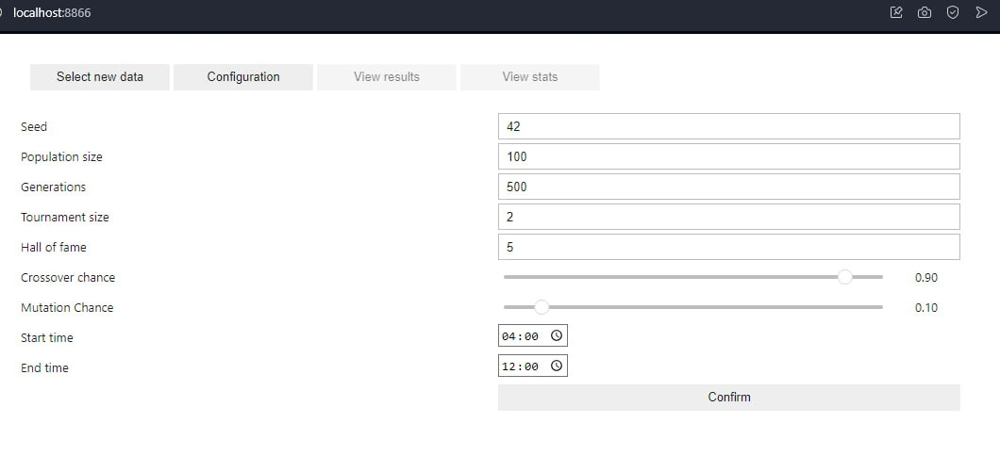 localhost:8866
Select new data Configuration View results View stats
Seed 42
Population size 100
Generations 500
Tournament size 2
Hall of fame 5
Crossover chance 0.90
Mutation Chance 0.10
Start time 04:00
End time 12:00
Confirm